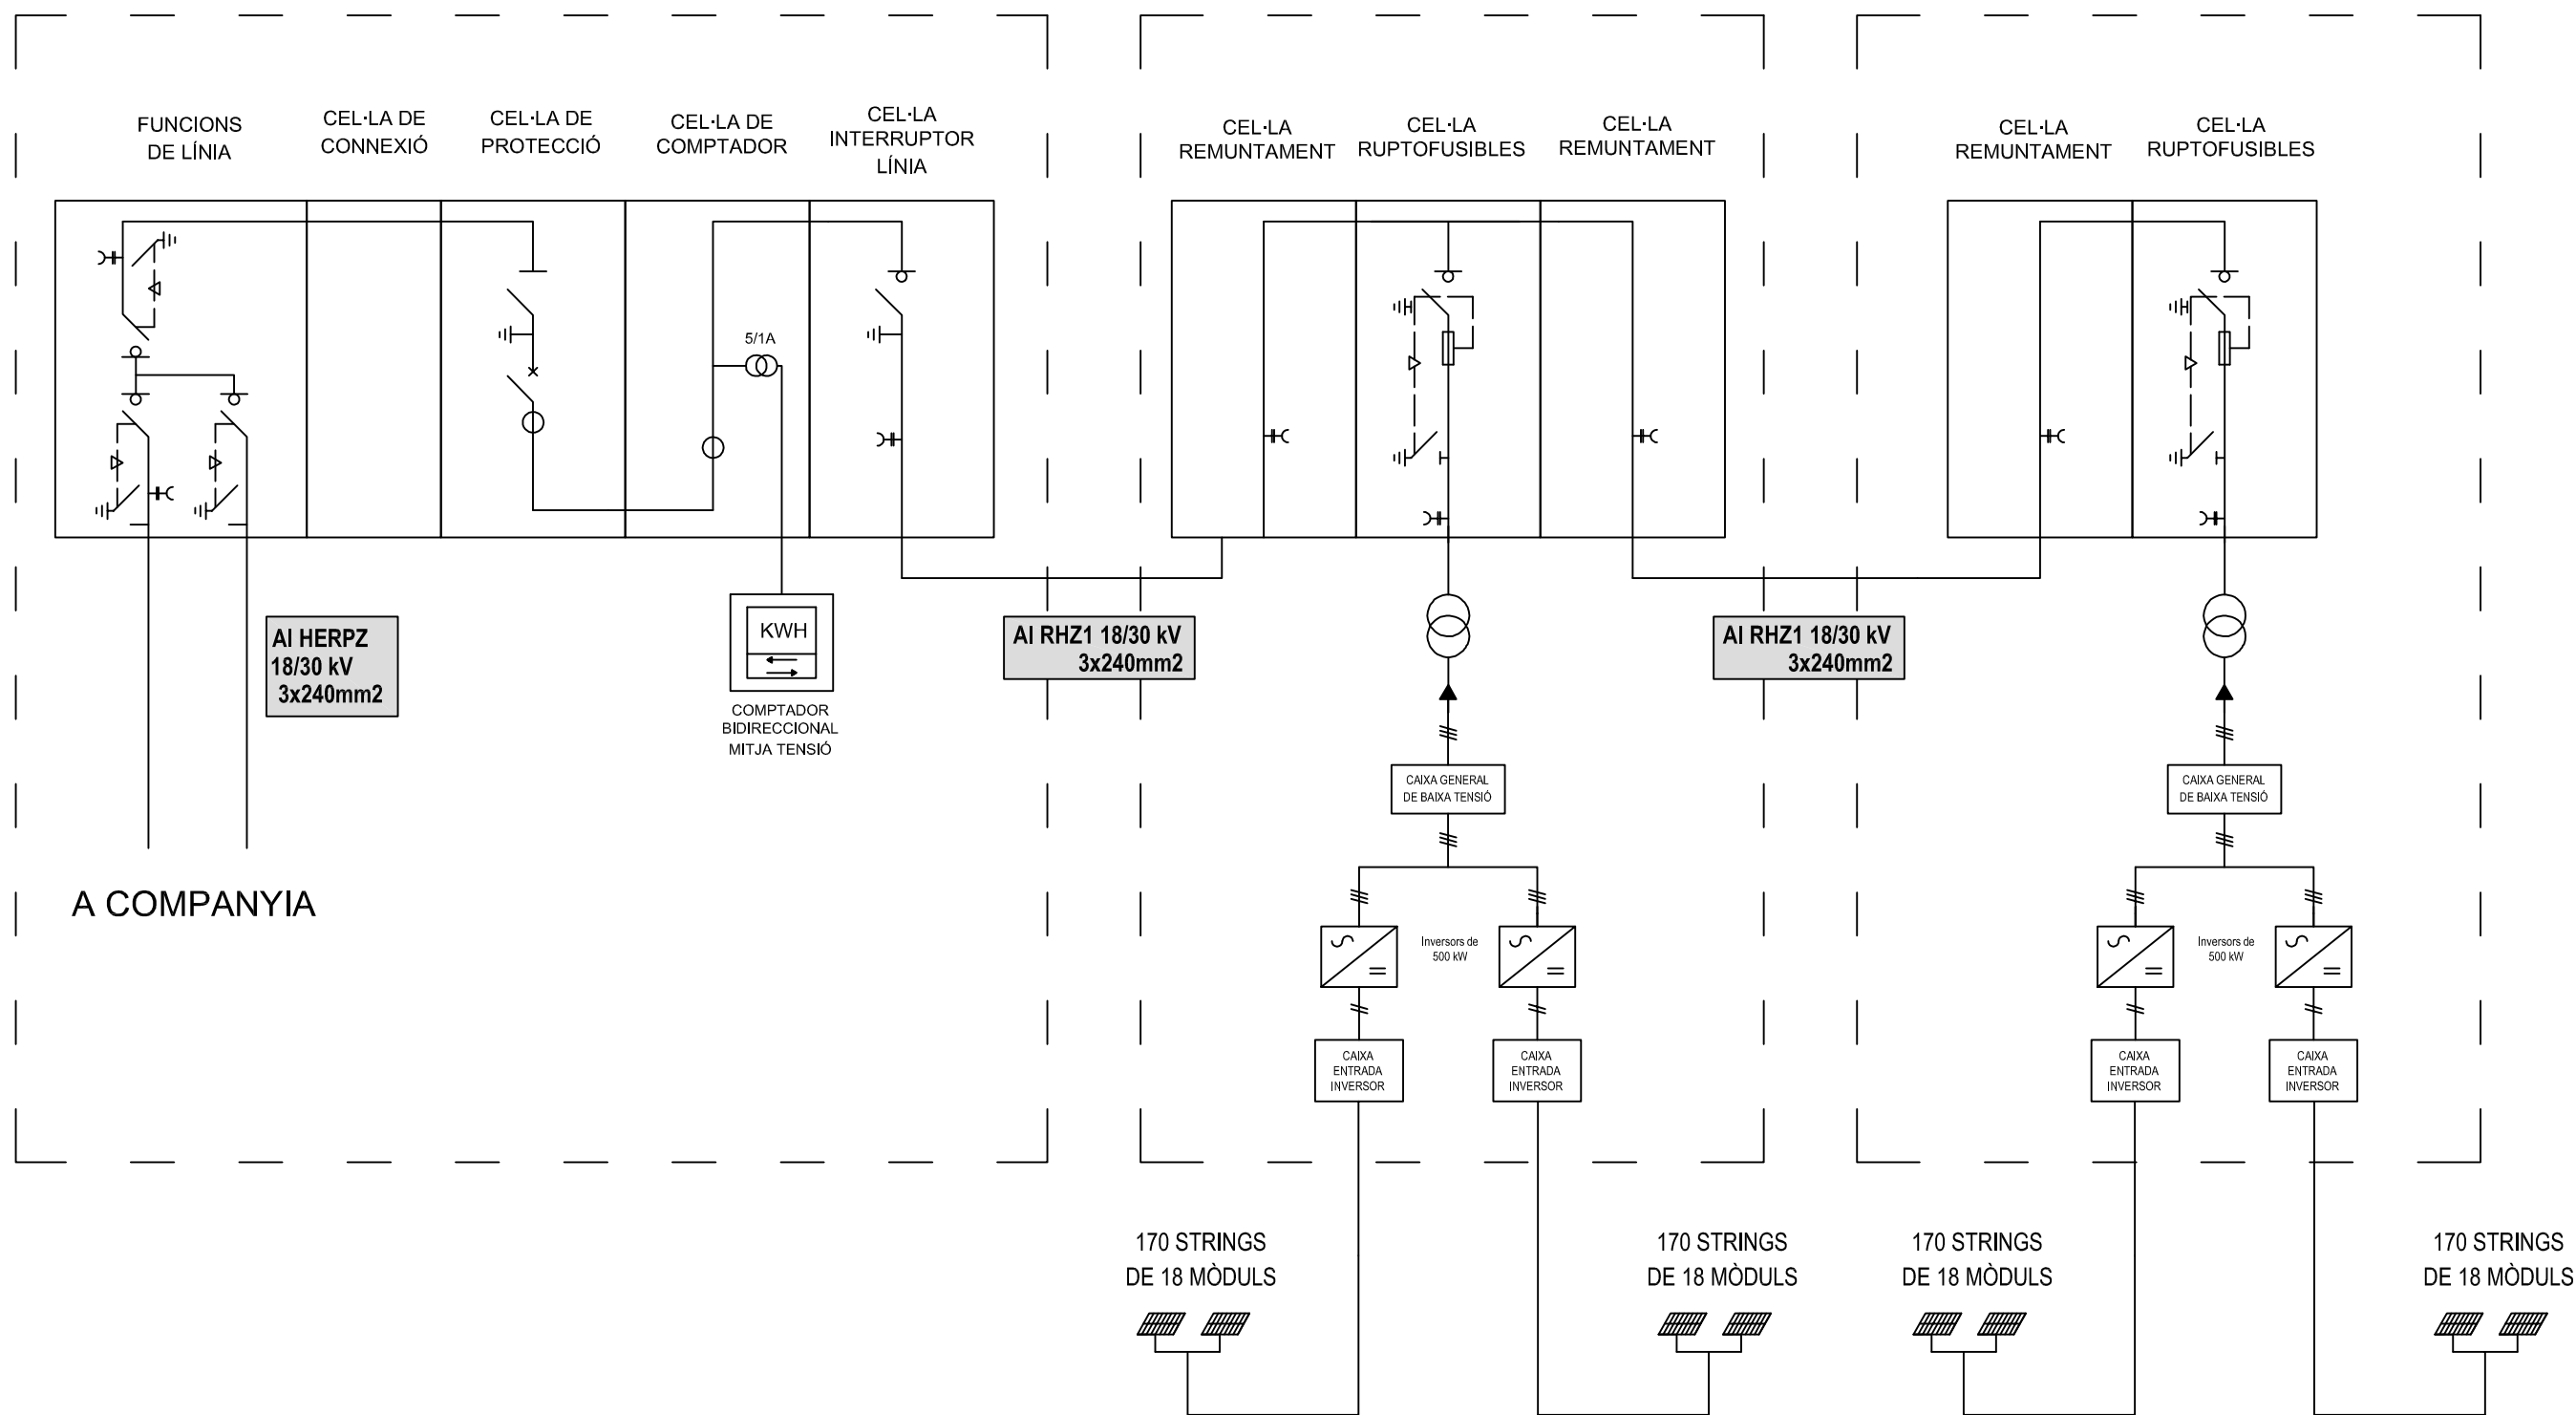 FUNCIONS
DE LÍNIA
CEL·LA DE
CONNEXIÓ
CEL·LA DE
PROTECCIÓ
CEL·LA DE
COMPTADOR
CEL·LA
INTERRUPTOR
LÍNIA
CEL·LA
REMUNTAMENT
CEL·LA
RUPTOFUSIBLES
CEL·LA
REMUNTAMENT
CEL·LA
REMUNTAMENT
CEL·LA
RUPTOFUSIBLES
5/1A
Al HERPZ
18/30 kV
3x240mm2
KWH
COMPTADOR
BIDIRECCIONAL
MITJA TENSIÓ
Al RHZ1 18/30 kV
3x240mm2
Al RHZ1 18/30 kV
3x240mm2
A COMPANYIA
CAIXA GENERAL
DE BAIXA TENSIÓ
CAIXA GENERAL
DE BAIXA TENSIÓ
Inversors de
500 kW
Inversors de
500 kW
CAIXA
ENTRADA
INVERSOR
CAIXA
ENTRADA
INVERSOR
CAIXA
ENTRADA
INVERSOR
CAIXA
ENTRADA
INVERSOR
170 STRINGS
DE 18 MÒDULS
170 STRINGS
DE 18 MÒDULS
170 STRINGS
DE 18 MÒDULS
170 STRINGS
DE 18 MÒDULS